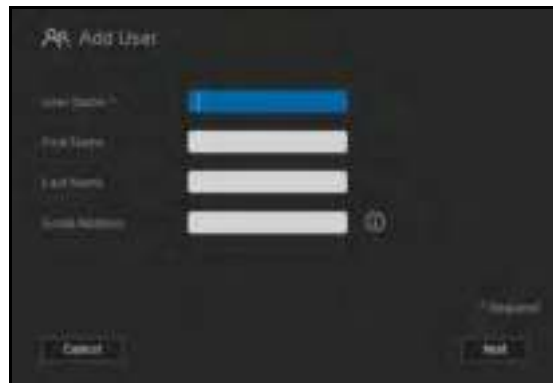 Add User
User Name *
First Name
Last Name
Email Address
* Required
Cancel
Next